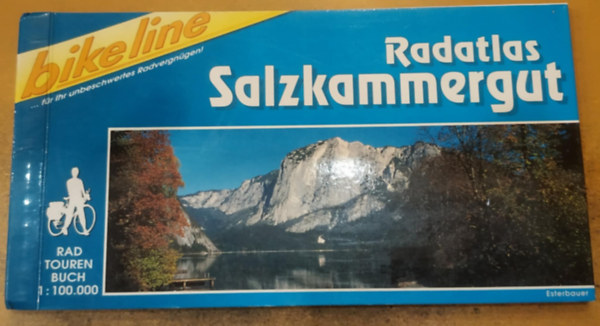 bikeline
... für Ihr unbeschwertes Radvergnügen!
Radatlas
Salzkammergut
RAD
TOUREN
BUCH
1:100.000
Esterbauer